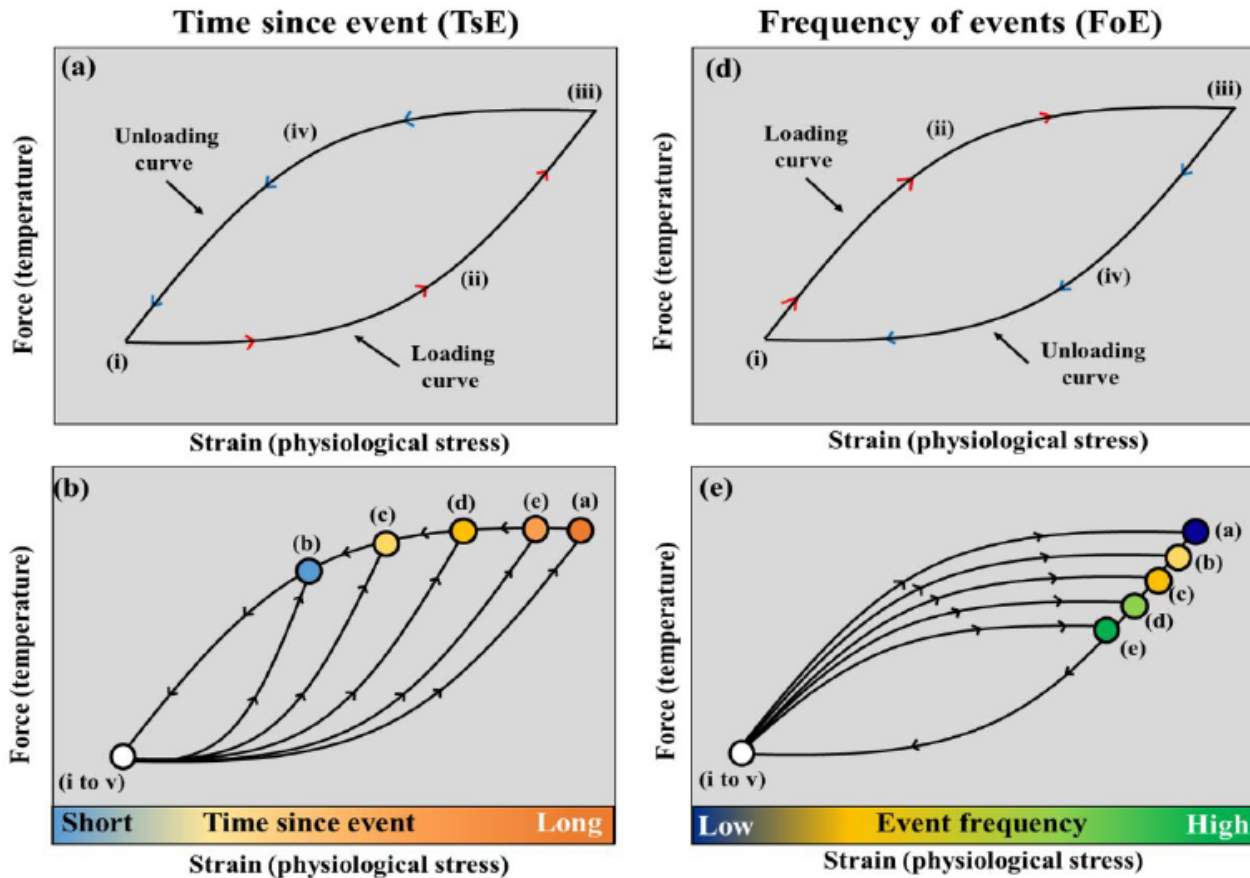 Time since event (TsE)
Frequency of events (FoE)
(a)
(iii)
(iv)
Unloading
curve
(ii)
(i)
Loading
curve
Force (temperature)
Strain (physiological stress)
(d)
(iii)
(ii)
Loading
curve
(iv)
(i)
Unloading
curve
Froce (temperature)
Strain (physiological stress)
(b)
(b)
(c)
(d)
(e)
(a)
(i to v)
Short
Time since event
Long
Force (temperature)
Strain (physiological stress)
(e)
(a)
(b)
(c)
(d)
(e)
(i to v)
Low
Event frequency
High
Force (temperature)
Strain (physiological stress)